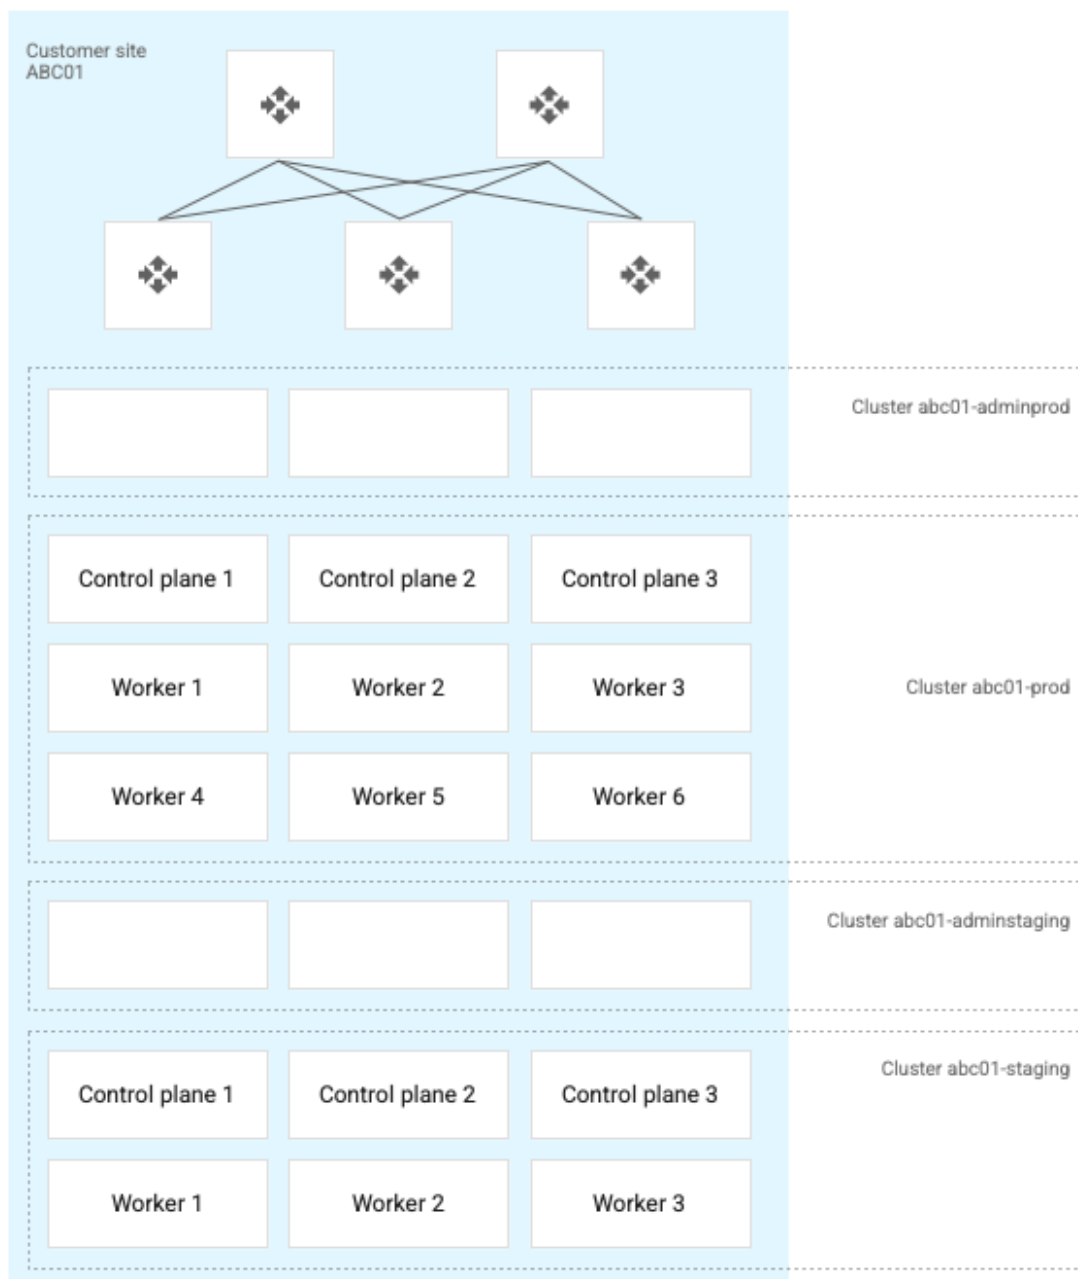 Customer site
ABC01
Cluster abc01-adminprod
Control plane 1
Control plane 2
Control plane 3
Worker 1
Worker 2
Worker 3
Cluster abc01-prod
Worker 4
Worker 5
Worker 6
Cluster abc01-adminstaging
Cluster abc01-staging
Control plane 1
Control plane 2
Control plane 3
Worker 1
Worker 2
Worker 3